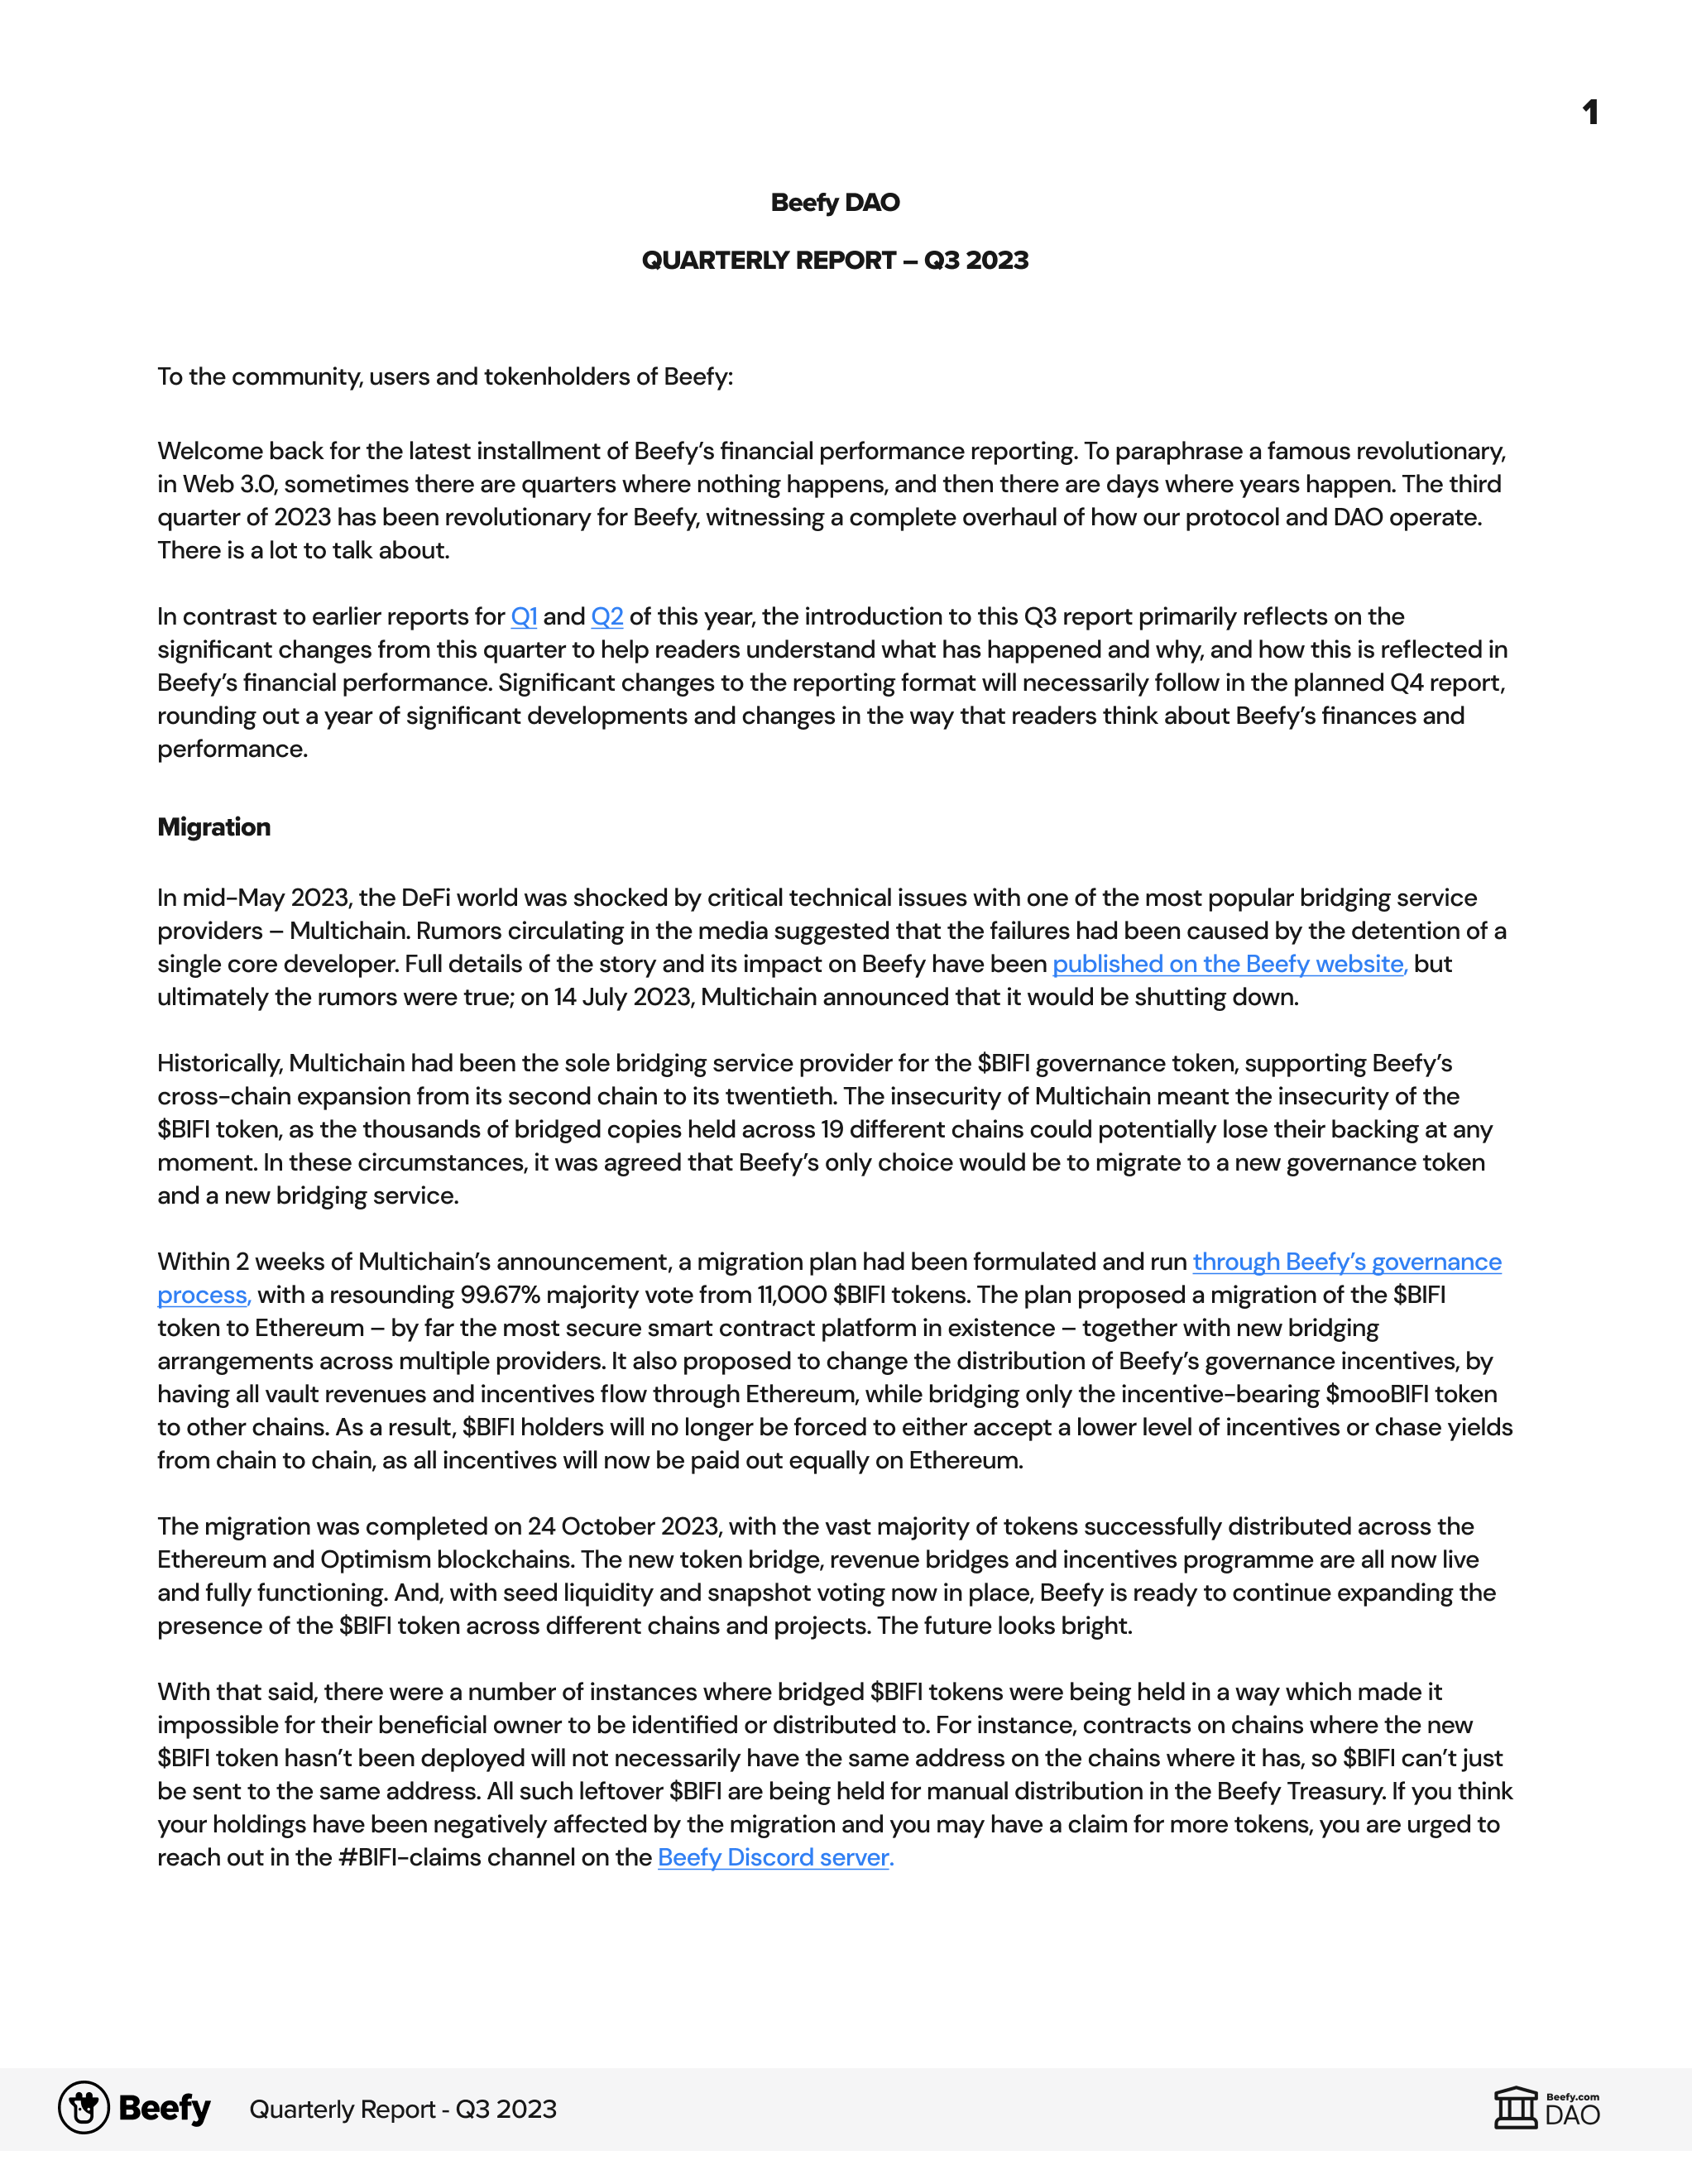 1
Beefy DAO
QUARTERLY REPORT – Q3 2023
To the community, users and tokenholders of Beefy:
Welcome back for the latest installment of Beefy’s financial performance reporting. To paraphrase a famous revolutionary,
in Web 3.0, sometimes there are quarters where nothing happens, and then there are days where years happen. The third
quarter of 2023 has been revolutionary for Beefy, witnessing a complete overhaul of how our protocol and DAO operate.
There is a lot to talk about.
In contrast to earlier reports for Q1 and Q2 of this year, the introduction to this Q3 report primarily reflects on the
significant changes from this quarter to help readers understand what has happened and why, and how this is reflected in
Beefy’s financial performance. Significant changes to the reporting format will necessarily follow in the planned Q4 report,
rounding out a year of significant developments and changes in the way that readers think about Beefy’s finances and
performance.
Migration
In mid-May 2023, the DeFi world was shocked by critical technical issues with one of the most popular bridging service
providers – Multichain. Rumors circulating in the media suggested that the failures had been caused by the detention of a
single core developer. Full details of the story and its impact on Beefy have been published on the Beefy website, but
ultimately the rumors were true; on 14 July 2023, Multichain announced that it would be shutting down.
Historically, Multichain had been the sole bridging service provider for the $BIFI governance token, supporting Beefy’s
cross-chain expansion from its second chain to its twentieth. The insecurity of Multichain meant the insecurity of the
$BIFI token, as the thousands of bridged copies held across 19 different chains could potentially lose their backing at any
moment. In these circumstances, it was agreed that Beefy’s only choice would be to migrate to a new governance token
and a new bridging service.
Within 2 weeks of Multichain’s announcement, a migration plan had been formulated and run through Beefy’s governance
process, with a resounding 99.67% majority vote from 11,000 $BIFI tokens. The plan proposed a migration of the $BIFI
token to Ethereum – by far the most secure smart contract platform in existence – together with new bridging
arrangements across multiple providers. It also proposed to change the distribution of Beefy’s governance incentives, by
having all vault revenues and incentives flow through Ethereum, while bridging only the incentive-bearing $mooBIFI token
to other chains. As a result, $BIFI holders will no longer be forced to either accept a lower level of incentives or chase yields
from chain to chain, as all incentives will now be paid out equally on Ethereum.
The migration was completed on 24 October 2023, with the vast majority of tokens successfully distributed across the
Ethereum and Optimism blockchains. The new token bridge, revenue bridges and incentives programme are all now live
and fully functioning. And, with seed liquidity and snapshot voting now in place, Beefy is ready to continue expanding the
presence of the $BIFI token across different chains and projects. The future looks bright.
With that said, there were a number of instances where bridged $BIFI tokens were being held in a way which made it
impossible for their beneficial owner to be identified or distributed to. For instance, contracts on chains where the new
$BIFI token hasn’t been deployed will not necessarily have the same address on the chains where it has, so $BIFI can’t just
be sent to the same address. All such leftover $BIFI are being held for manual distribution in the Beefy Treasury. If you think
your holdings have been negatively affected by the migration and you may have a claim for more tokens, you are urged to
reach out in the #BIFI-claims channel on the Beefy Discord server.
Beefy Quarterly Report - Q3 2023
Beefy.com
DAO